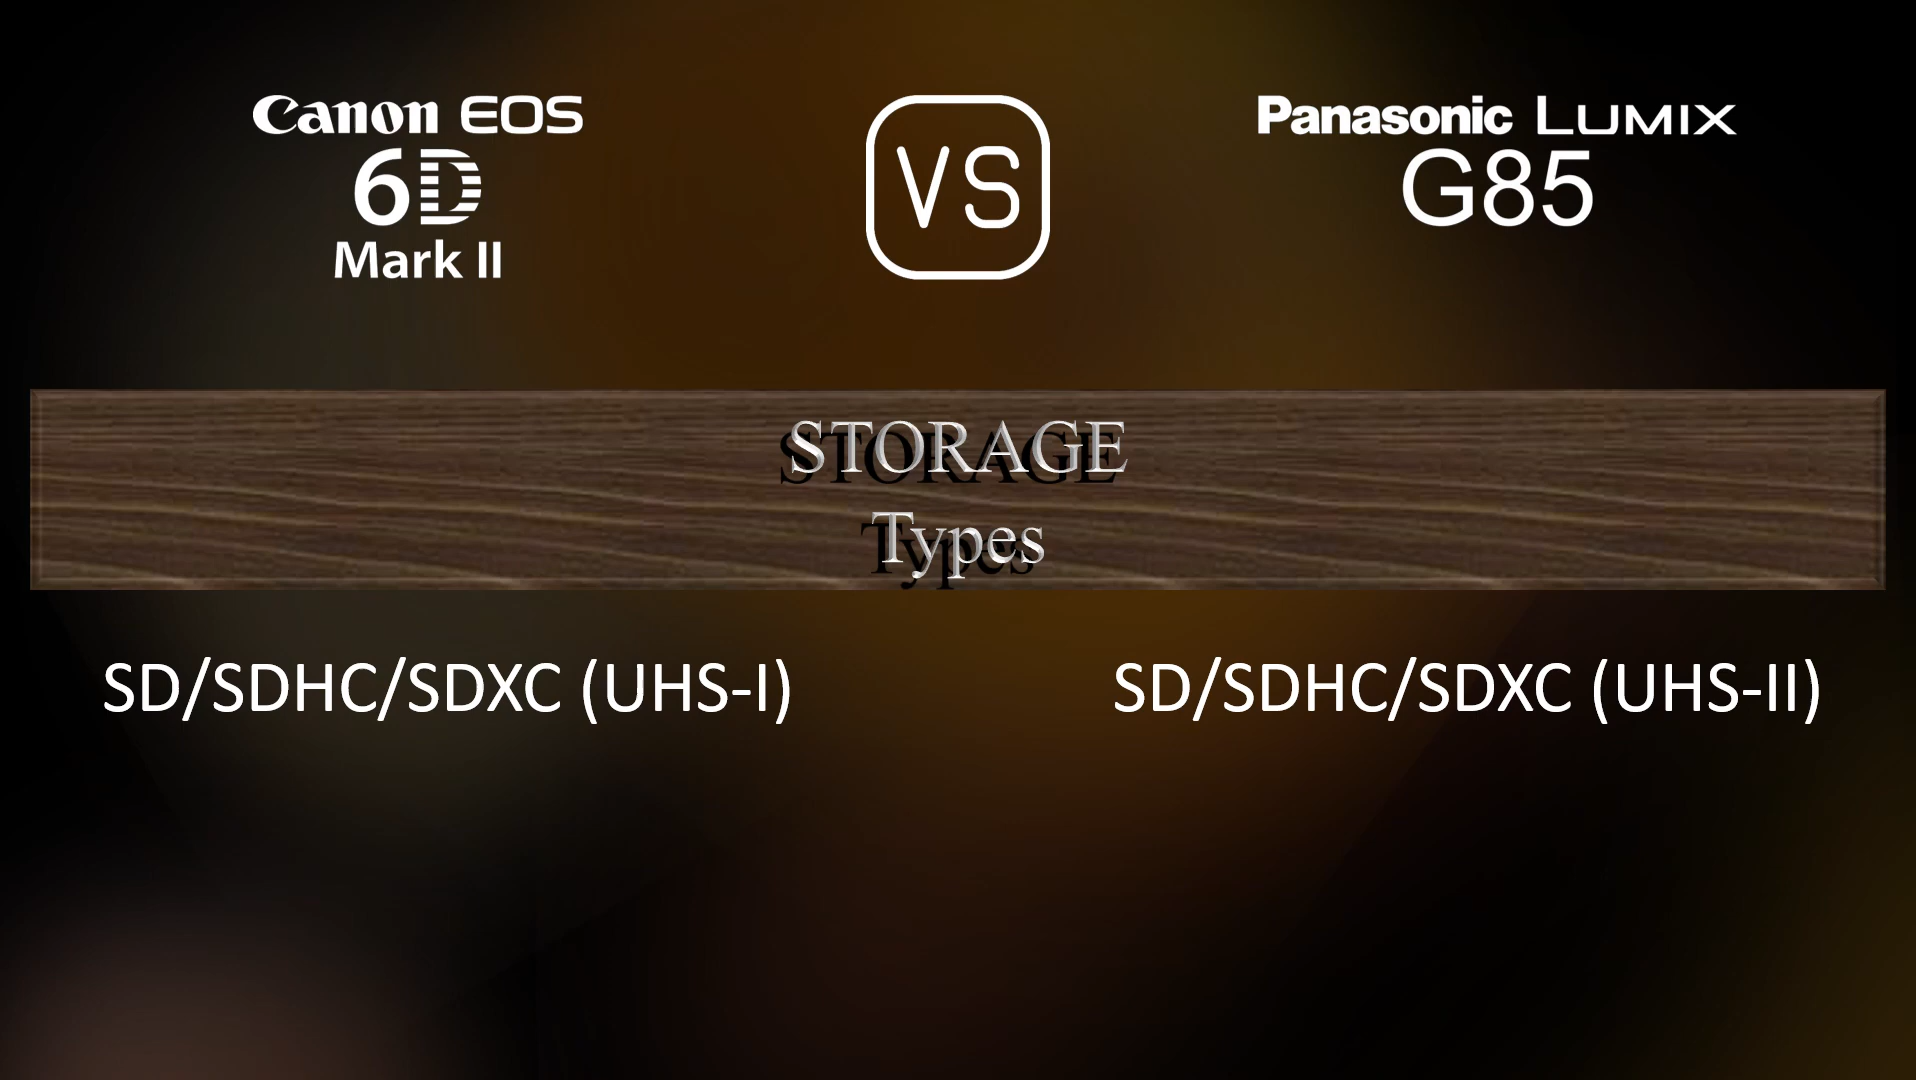 Canon EOS
6D
Mark II
VS
Panasonic LUMIX
G85
STORAGE
Types
SD/SDHC/SDXC (UHS-I)
SD/SDHC/SDXC (UHS-II)